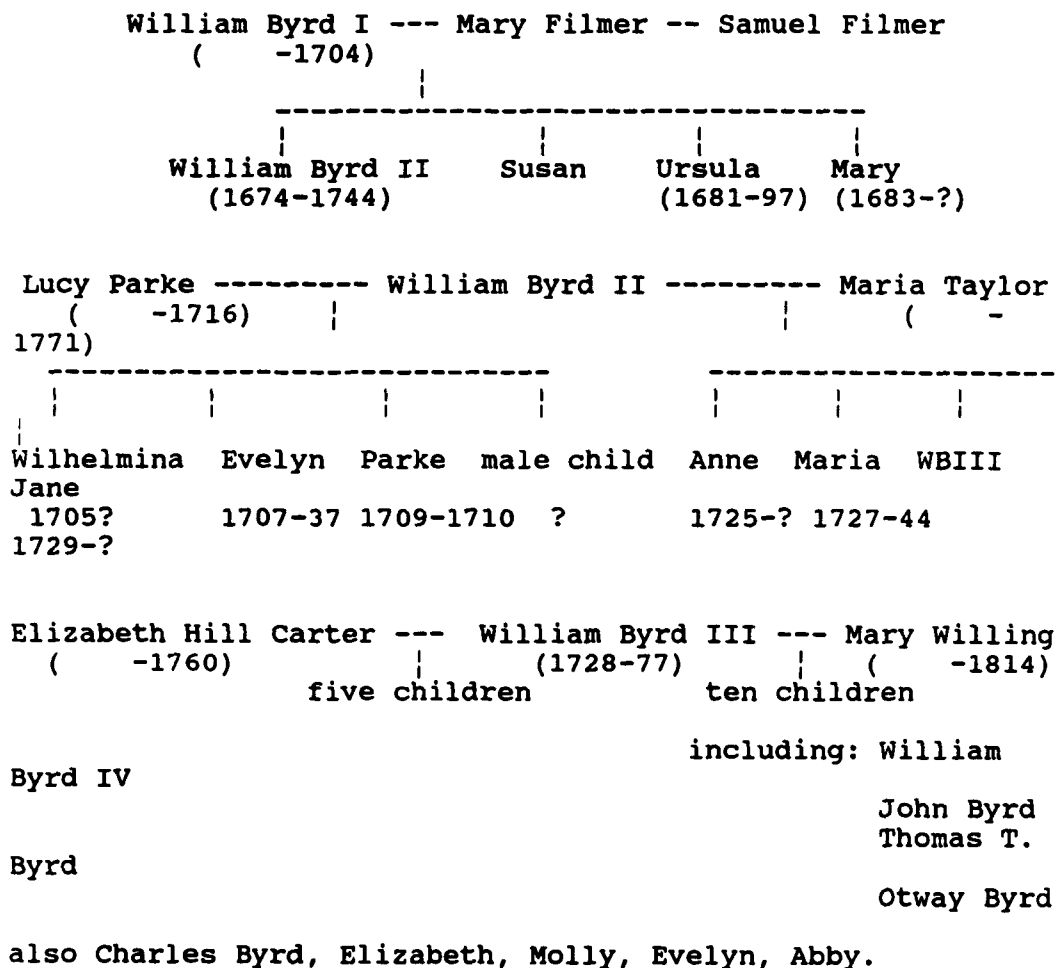 William Byrd I --- Mary Filmer -- Samuel Filmer
( -1704)
William Byrd II Susan Ursula Mary
(1674-1744) (1681-97) (1683-?)
Lucy Parke --------- William Byrd II --------- Maria Taylor
( -1716) ( -
1771)
Wilhelmina Evelyn Parke male child Anne Maria WBIII
Jane
1705? 1707-37 1709-1710 ? 1725-? 1727-44
1729-?
Elizabeth Hill Carter --- William Byrd III --- Mary Willing
( -1760) (1728-77) ( -1814)
five children ten children
including: William
Byrd IV
John Byrd
Thomas T.
Byrd
Otway Byrd
also Charles Byrd, Elizabeth, Molly, Evelyn, Abby.